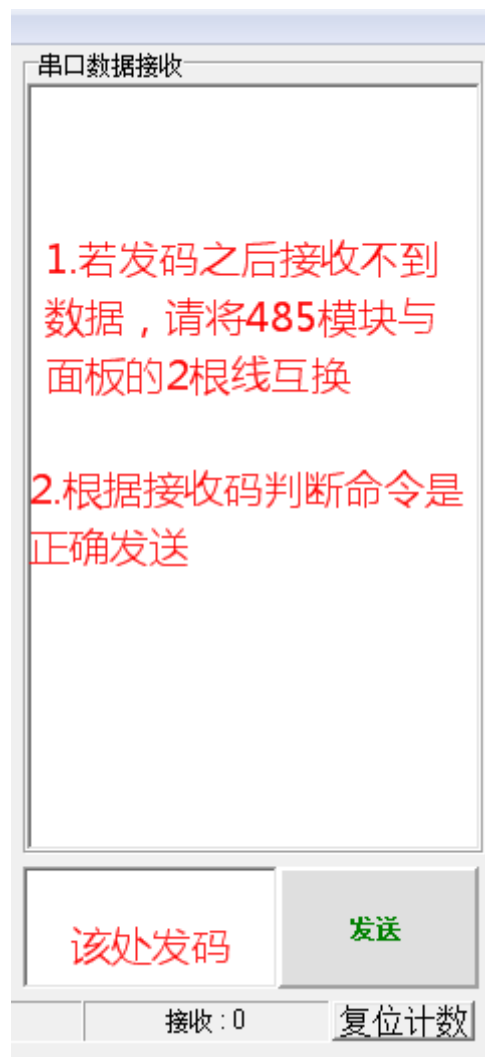 串口数据接收
1.若发码之后接收不到
数据，请将485模块与
面板的2根线互换
2.根据接收码判断命令是
正确发送
该处发码
发送
接收:0
复位计数